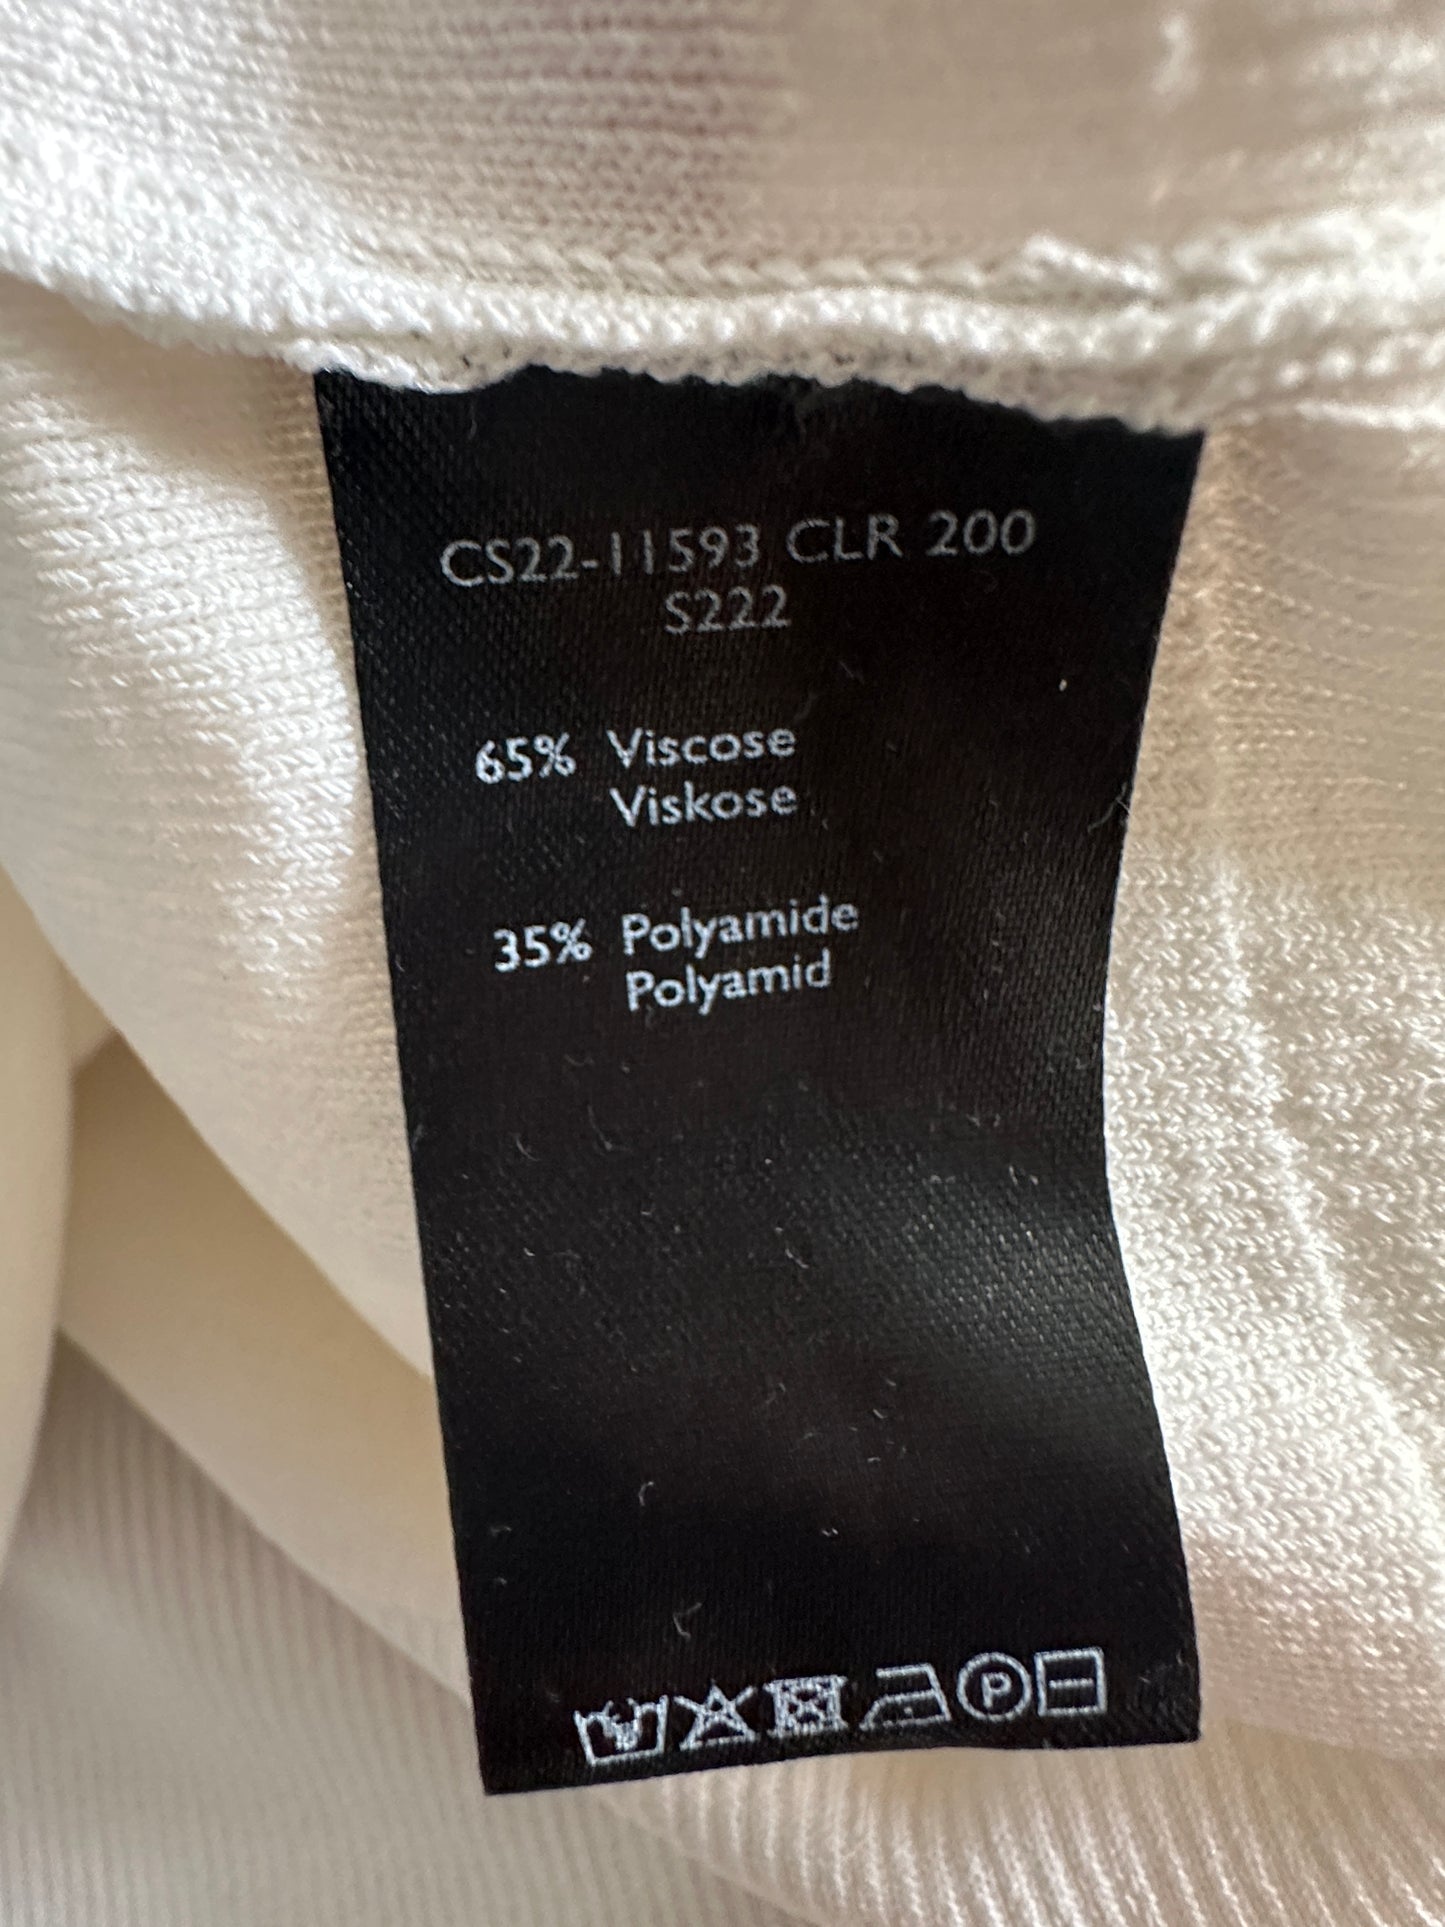 CS22-11593 CLR 200
S222
65% Viscose
Viskose
35% Polyamide
Polyamid
P